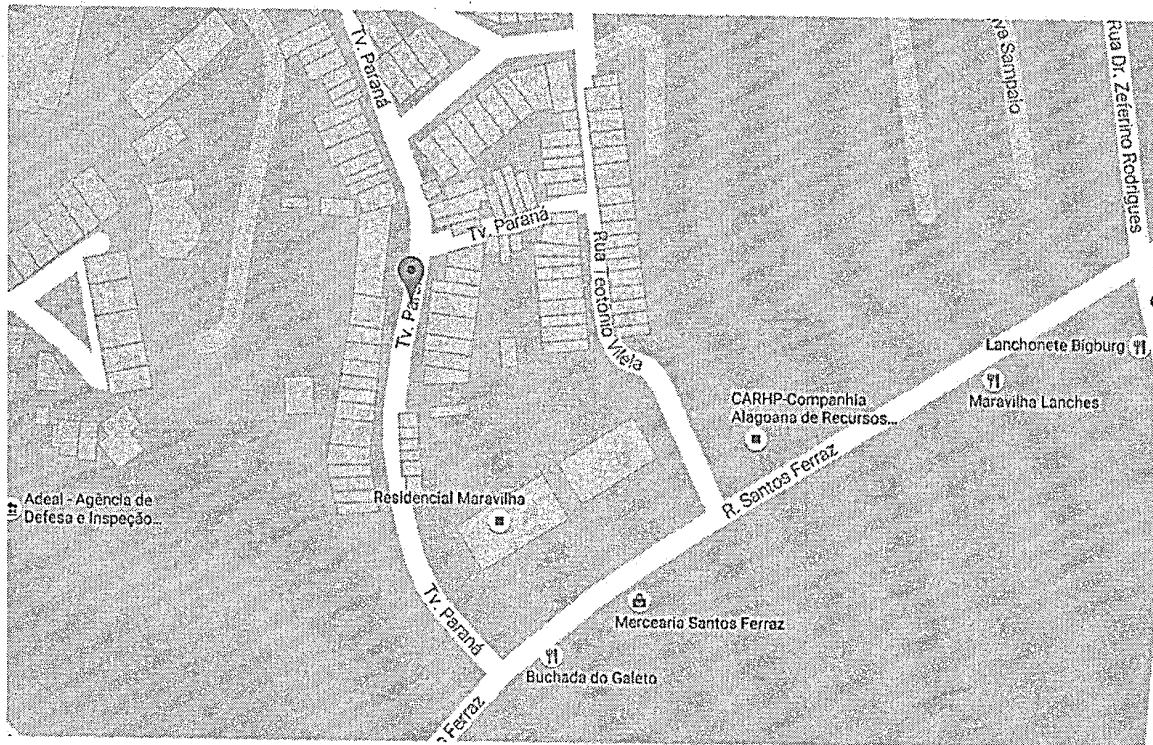 Tv. Paraná
Sampaio
Rua Dr. Zeferino Rodrigues
Tv. Paraná
Rua Teotônio Vilela
Tv.
Lanchonete Bigburg
Maravilha Lanches
CARHP-Companhia
Alagoana de Recursos...
R. Santos Ferraz
Residencial Maravilha
Adeal - Agência de
Defesa e Inspeção...
Tv. Paraná
Mercearia Santos Ferraz
Buchada do Galeto
Ferraz